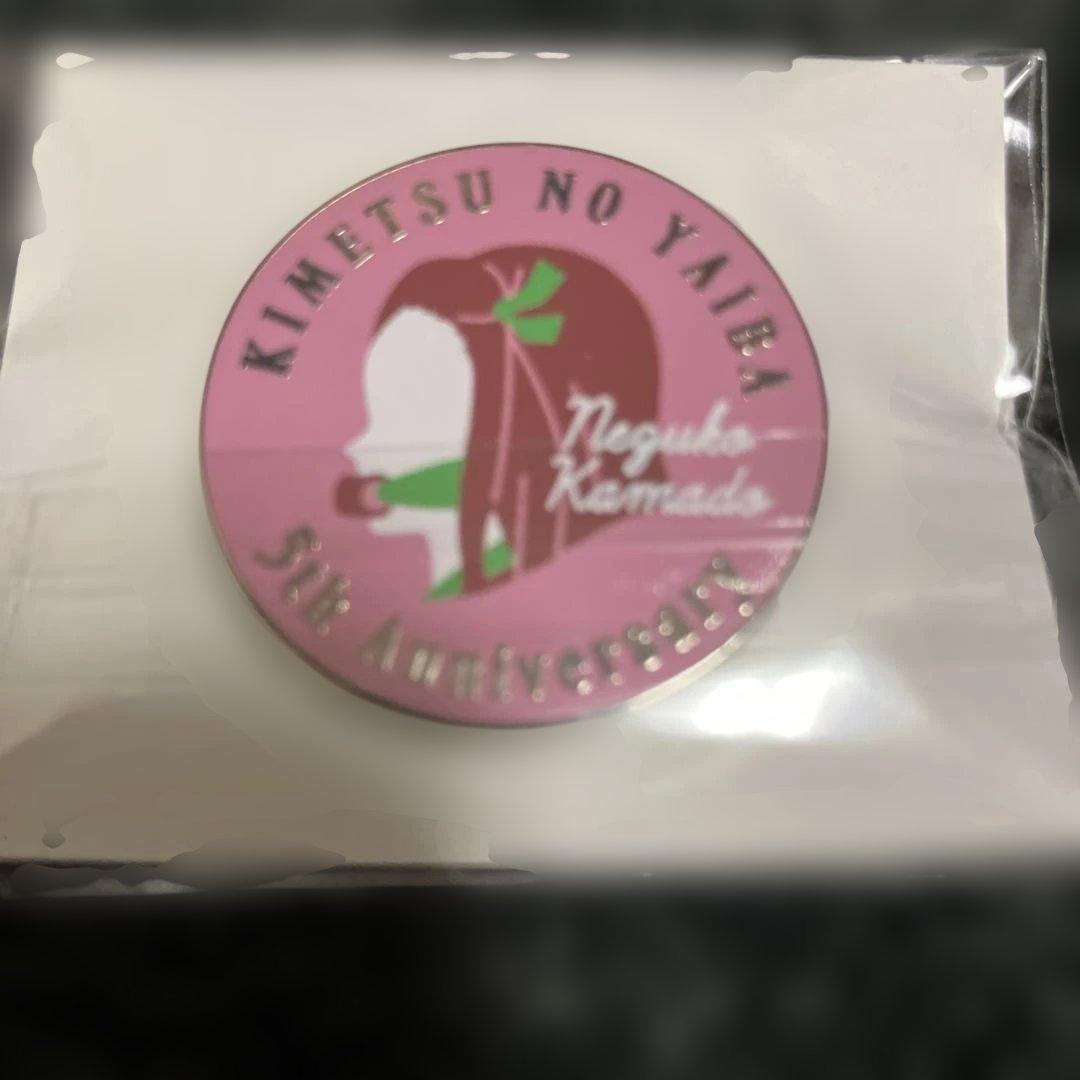 KIMETSU NO YAIBA
Nezuko
Kamado
5th Anniversary